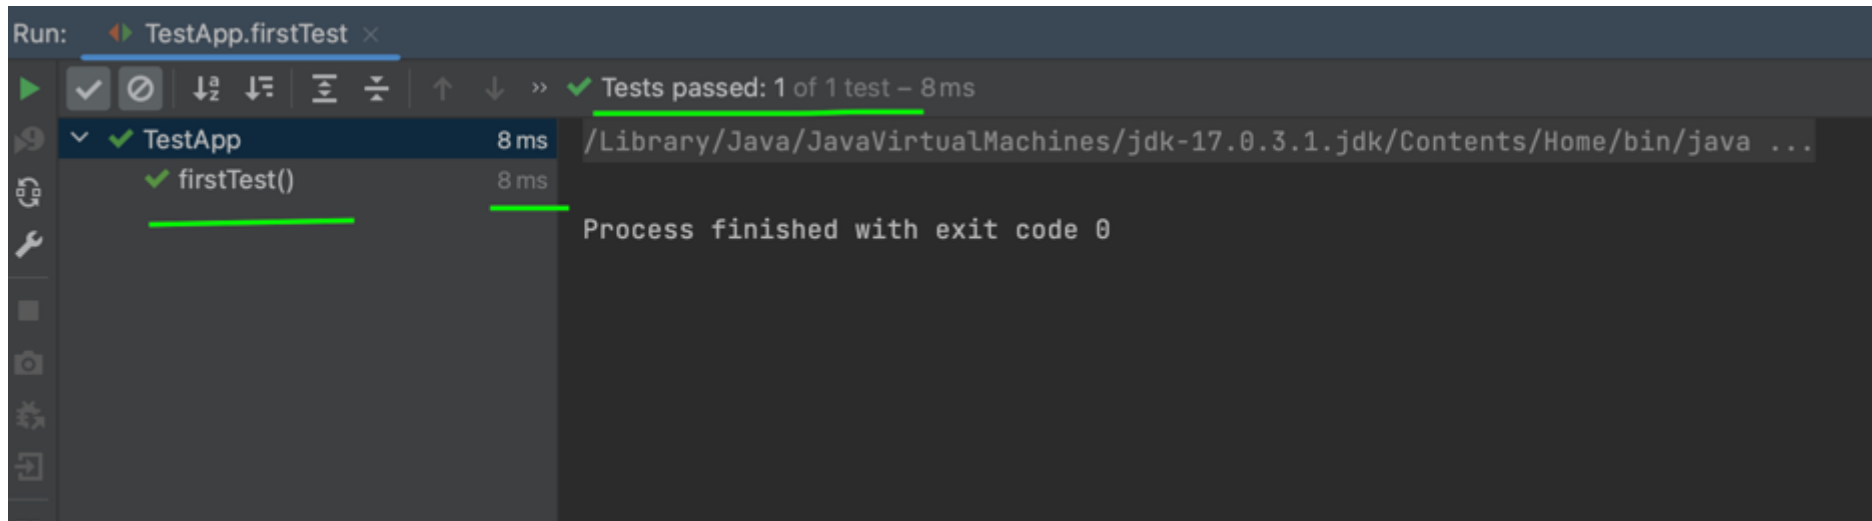 Run: TestApp.firstTest
Tests passed: 1 of 1 test – 8 ms
TestApp 8 ms
firstTest() 8 ms
/Library/Java/JavaVirtualMachines/jdk-17.0.3.1.jdk/Contents/Home/bin/java ...
Process finished with exit code 0